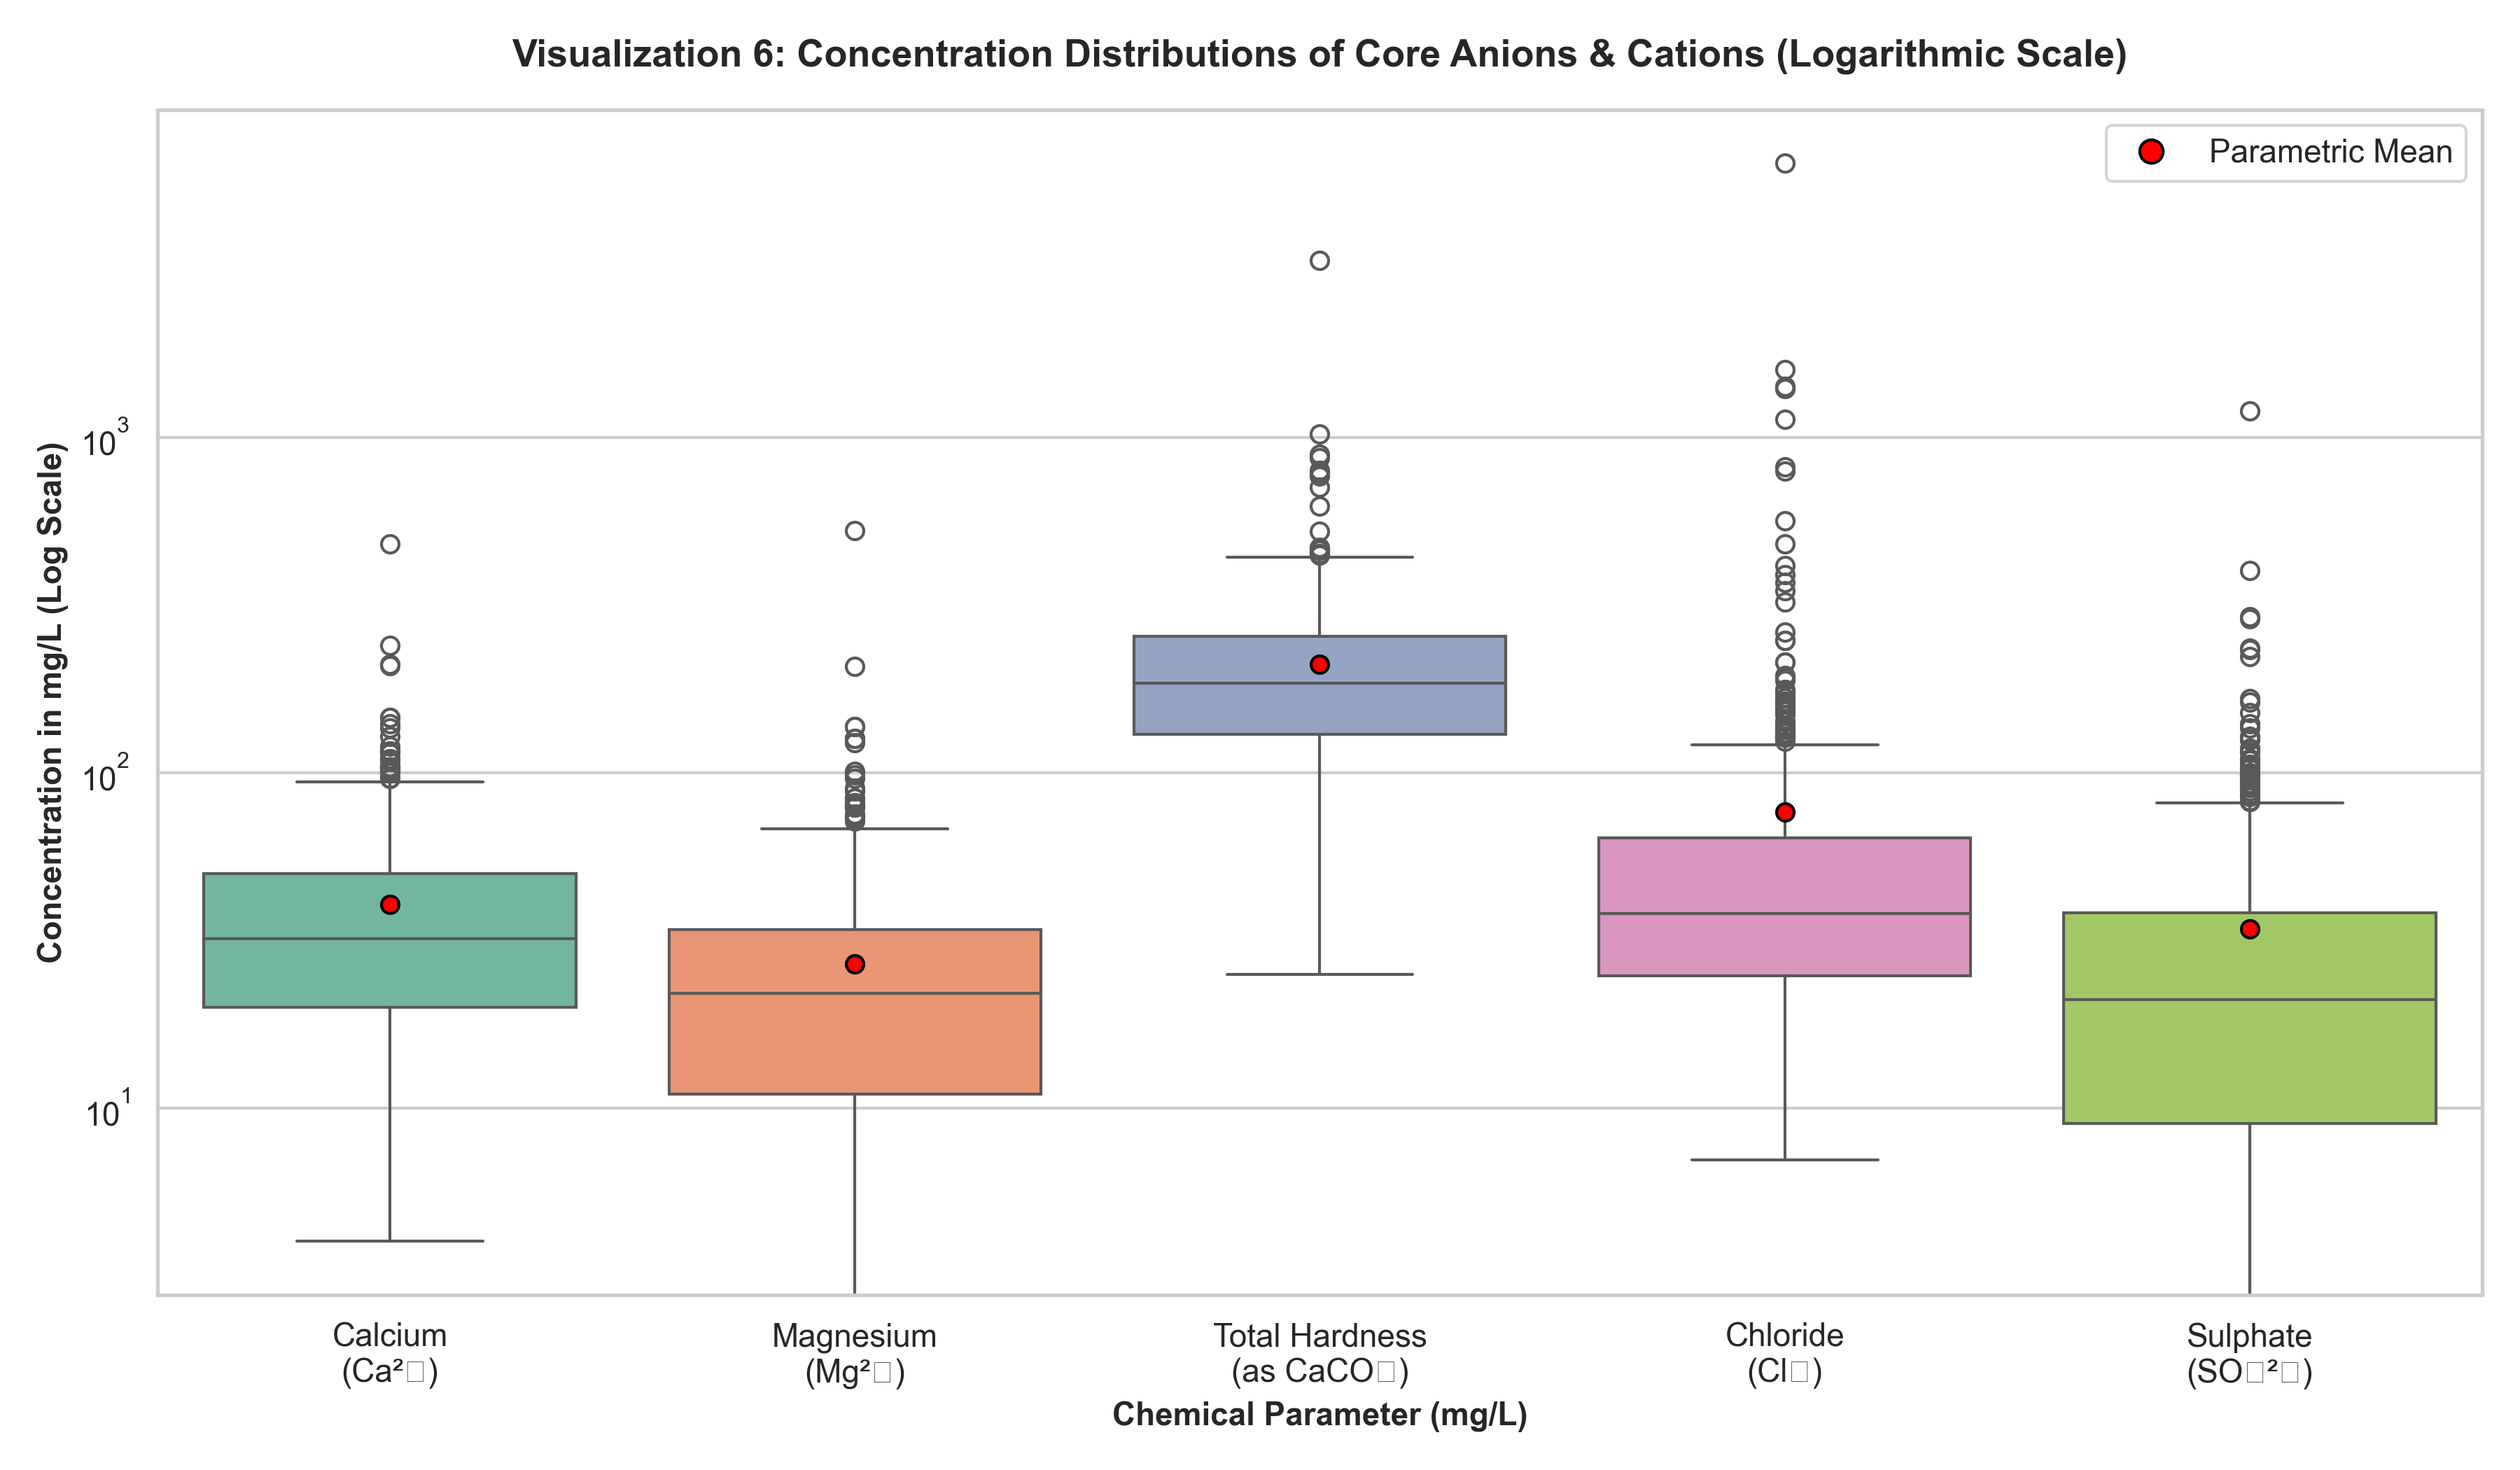 Visualization 6: Concentration Distributions of Core Anions & Cations (Logarithmic Scale)
Parametric Mean
Concentration in mg/L (Log Scale)
10³
10²
10¹
Calcium
(Ca²□)
Magnesium
(Mg²□)
Total Hardness
(as CaCO□)
Chloride
(Cl□)
Sulphate
(SO□²□)
Chemical Parameter (mg/L)